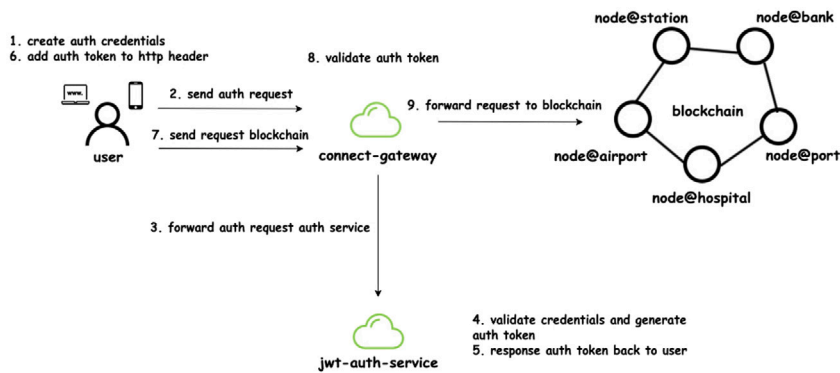 node@station
node@bank
1. create auth credentials
6. add auth token to http header
8. validate auth token
www.
2. send auth request
9. forward request to blockchain
blockchain
7. send request blockchain
user
connect-gateway
node@airport
node@port
node@hospital
3. forward auth request auth service
4. validate credentials and generate
auth token
5. response auth token back to user
jwt-auth-service